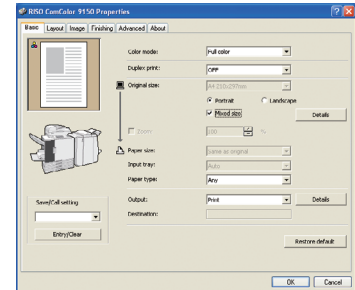 RISO ComColor 9150 Properties
Basic Layout Image Finishing Advanced About
Color mode: Full color
Duplex print: OFF
Original size: A4 210x297mm
Portrait Landscape
Mixed size Details
Zoom: 100 %
Paper size: Same as original
Input tray: Auto
Paper type: Any
Save/Call setting
Output: Print Details
Destination:
Entry/Clear
Restore default
OK Cancel